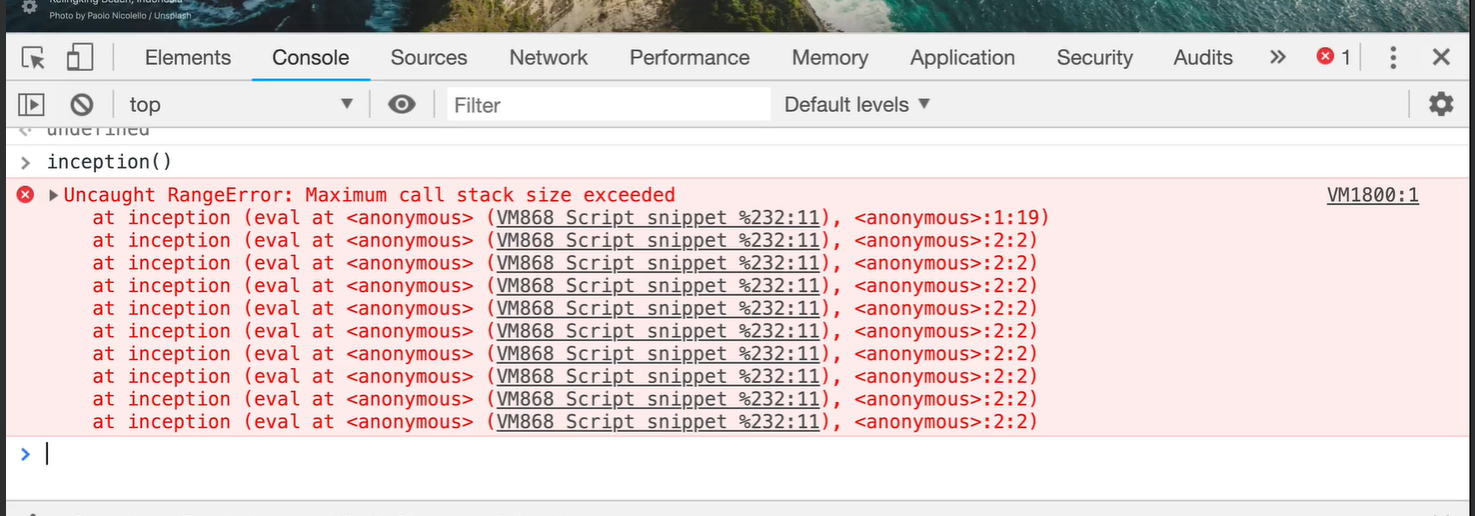 Photo by Paolo Nicolello / Unsplash
Elements Console Sources Network Performance Memory Application Security Audits » 1
top Filter Default levels
undefined
> inception()
Uncaught RangeError: Maximum call stack size exceeded VM1800:1
at inception (eval at <anonymous> (VM868 Script snippet %232:11), <anonymous>:1:19)
at inception (eval at <anonymous> (VM868 Script snippet %232:11), <anonymous>:2:2)
at inception (eval at <anonymous> (VM868 Script snippet %232:11), <anonymous>:2:2)
at inception (eval at <anonymous> (VM868 Script snippet %232:11), <anonymous>:2:2)
at inception (eval at <anonymous> (VM868 Script snippet %232:11), <anonymous>:2:2)
at inception (eval at <anonymous> (VM868 Script snippet %232:11), <anonymous>:2:2)
at inception (eval at <anonymous> (VM868 Script snippet %232:11), <anonymous>:2:2)
at inception (eval at <anonymous> (VM868 Script snippet %232:11), <anonymous>:2:2)
at inception (eval at <anonymous> (VM868 Script snippet %232:11), <anonymous>:2:2)
at inception (eval at <anonymous> (VM868 Script snippet %232:11), <anonymous>:2:2)
>